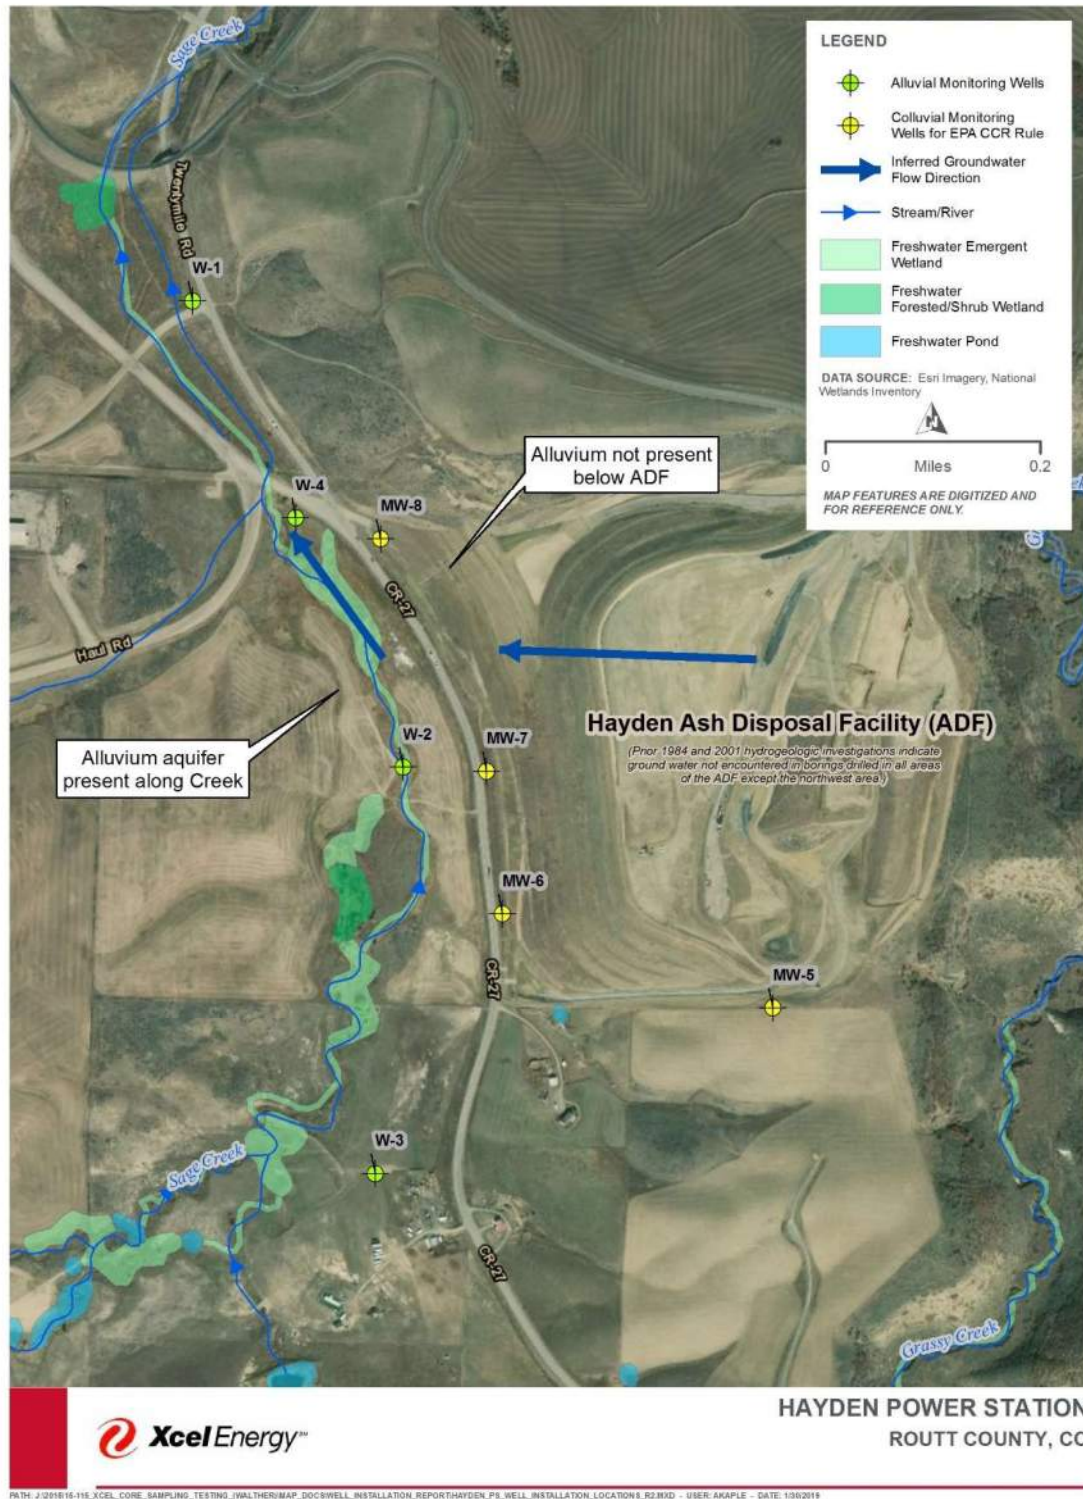 LEGEND
Alluvial Monitoring Wells
Colluvial Monitoring
Wells for EPA CCR Rule
Inferred Groundwater
Flow Direction
Stream/River
Freshwater Emergent
Wetland
Freshwater
Forested/Shrub Wetland
Freshwater Pond
DATA SOURCE: Esri Imagery, National
Wetlands Inventory
N
0 Miles 0.2
MAP FEATURES ARE DIGITIZED AND
FOR REFERENCE ONLY.
Sage Creek
Twentymile Rd
W-1
Alluvium not present
below ADF
W-4
MW-8
CR-27
Haul Rd
Hayden Ash Disposal Facility (ADF)
(Prior 1984 and 2001 hydrogeologic investigations indicate
ground water not encountered in borings drilled in all areas
of the ADF except the northwest area.)
Alluvium aquifer
present along Creek
W-2
MW-7
MW-6
CR-27
MW-5
W-3
Sage Creek
CR-27
Grassy Creek
Xcel Energy
HAYDEN POWER STATION
ROUTT COUNTY, CO